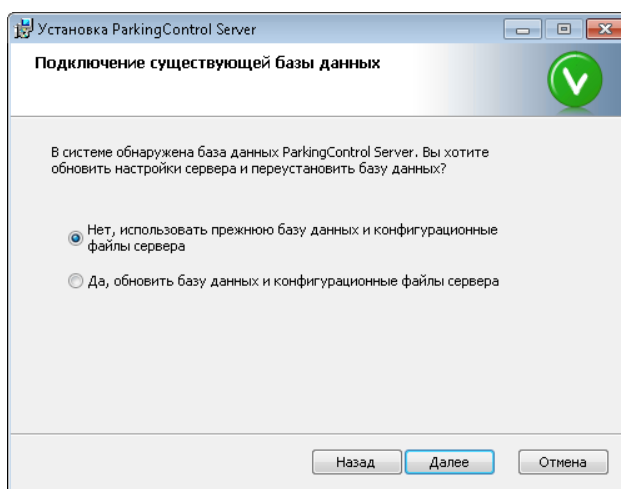 Установка ParkingControl Server
Подключение существующей базы данных
В системе обнаружена база данных ParkingControl Server. Вы хотите
обновить настройки сервера и переустановить базу данных?
Нет, использовать прежнюю базу данных и конфигурационные
файлы сервера
Да, обновить базу данных и конфигурационные файлы сервера
Назад Далее Отмена